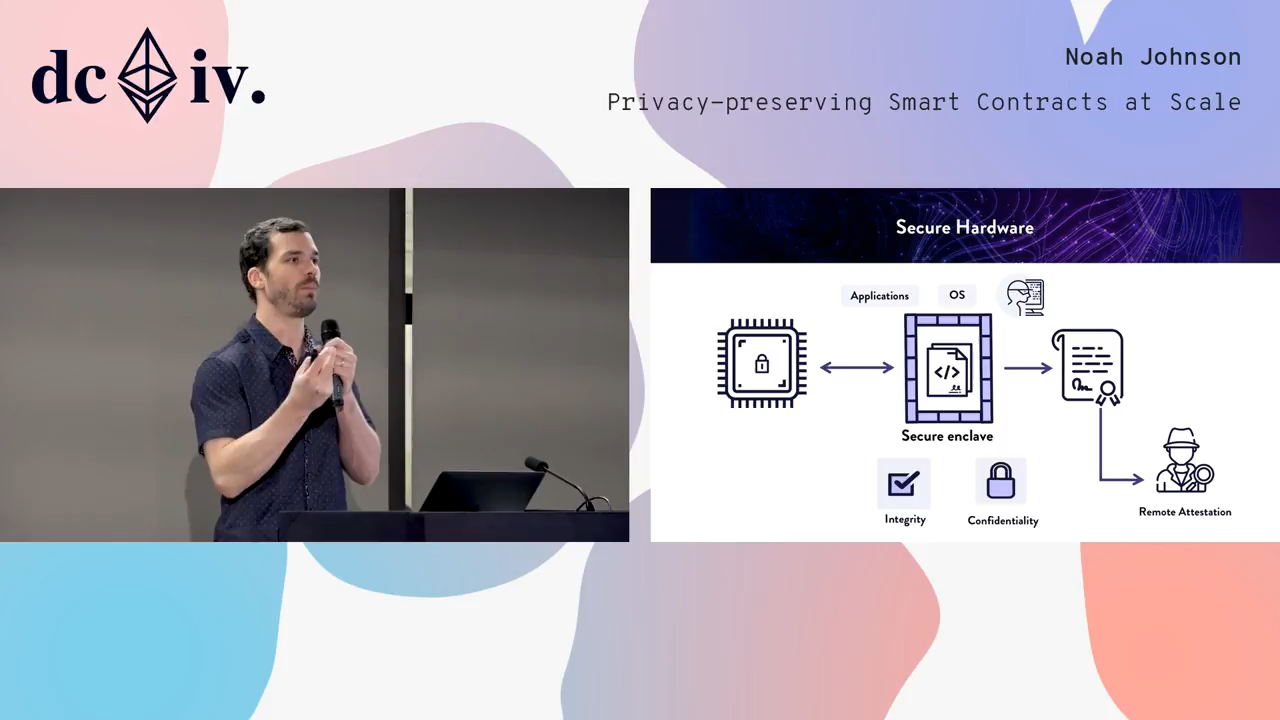 dc iv.
Noah Johnson
Privacy-preserving Smart Contracts at Scale
Secure Hardware
Applications
OS
</>
Secure enclave
Integrity
Confidentiality
Remote Attestation